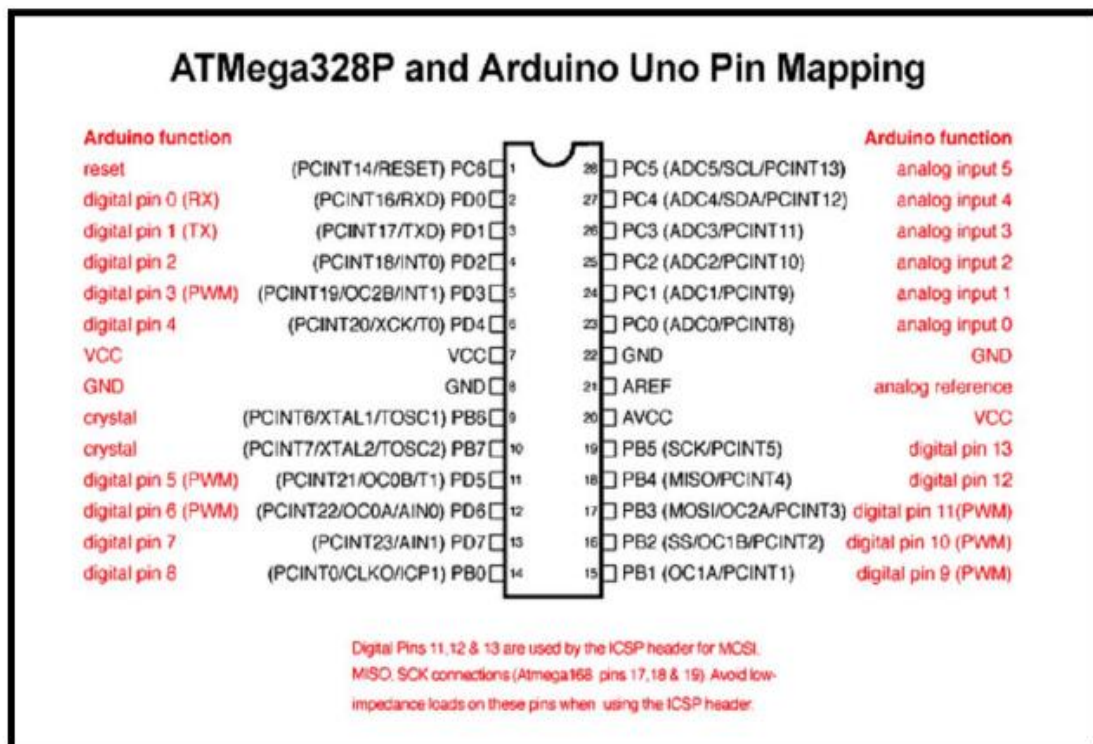 ATMega328P and Arduino Uno Pin Mapping
Arduino function Arduino function
reset (PCINT14/RESET) PC6 1 28 PC5 (ADC5/SCL/PCINT13) analog input 5
digital pin 0 (RX) (PCINT16/RXD) PD0 2 27 PC4 (ADC4/SDA/PCINT12) analog input 4
digital pin 1 (TX) (PCINT17/TXD) PD1 3 26 PC3 (ADC3/PCINT11) analog input 3
digital pin 2 (PCINT18/INT0) PD2 4 25 PC2 (ADC2/PCINT10) analog input 2
digital pin 3 (PWM) (PCINT19/OC2B/INT1) PD3 5 24 PC1 (ADC1/PCINT9) analog input 1
digital pin 4 (PCINT20/XCK/T0) PD4 6 23 PC0 (ADC0/PCINT8) analog input 0
VCC VCC 7 22 GND GND
GND GND 8 21 AREF analog reference
crystal (PCINT6/XTAL1/TOSC1) PB6 9 20 AVCC VCC
crystal (PCINT7/XTAL2/TOSC2) PB7 10 19 PB5 (SCK/PCINT5) digital pin 13
digital pin 5 (PWM) (PCINT21/OC0B/T1) PD5 11 18 PB4 (MISO/PCINT4) digital pin 12
digital pin 6 (PWM) (PCINT22/OC0A/AIN0) PD6 12 17 PB3 (MOSI/OC2A/PCINT3) digital pin 11(PWM)
digital pin 7 (PCINT23/AIN1) PD7 13 16 PB2 (SS/OC1B/PCINT2) digital pin 10 (PWM)
digital pin 8 (PCINT0/CLKO/ICP1) PB0 14 15 PB1 (OC1A/PCINT1) digital pin 9 (PWM)
Digital Pins 11,12 & 13 are used by the ICSP header for MOSI,
MISO, SCK connections (Atmega168 pins 17,18 & 19). Avoid low-
impedance loads on these pins when using the ICSP header.